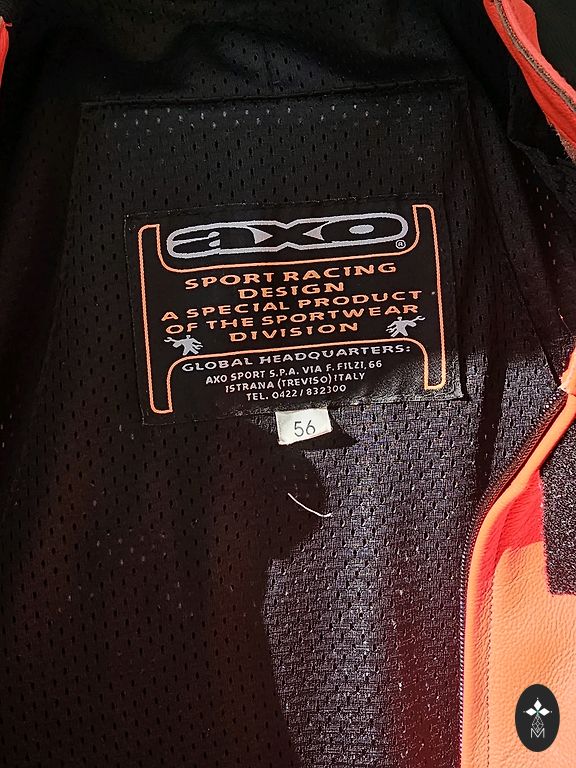 axo®
SPORT RACING
DESIGN
A SPECIAL PRODUCT
OF THE SPORTWEAR
DIVISION
GLOBAL HEADQUARTERS:
AXO SPORT S.P.A. VIA F. FILZI, 66
ISTRANA (TREVISO) ITALY
TEL. 0422/832300
56
M